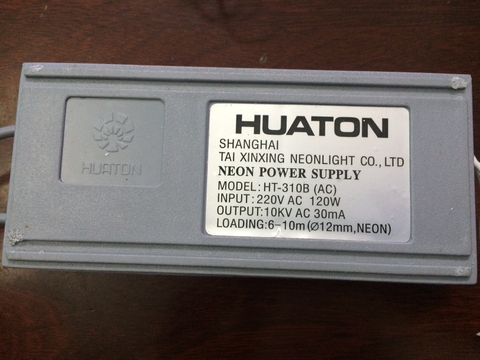 HUATON
HUATON
SHANGHAI
TAI XINXING NEONLIGHT CO., LTD
NEON POWER SUPPLY
MODEL: HT-310B (AC)
INPUT: 220V AC 120W
OUTPUT:10KV AC 30mA
LOADING:6-10m(Ø12mm,NEON)